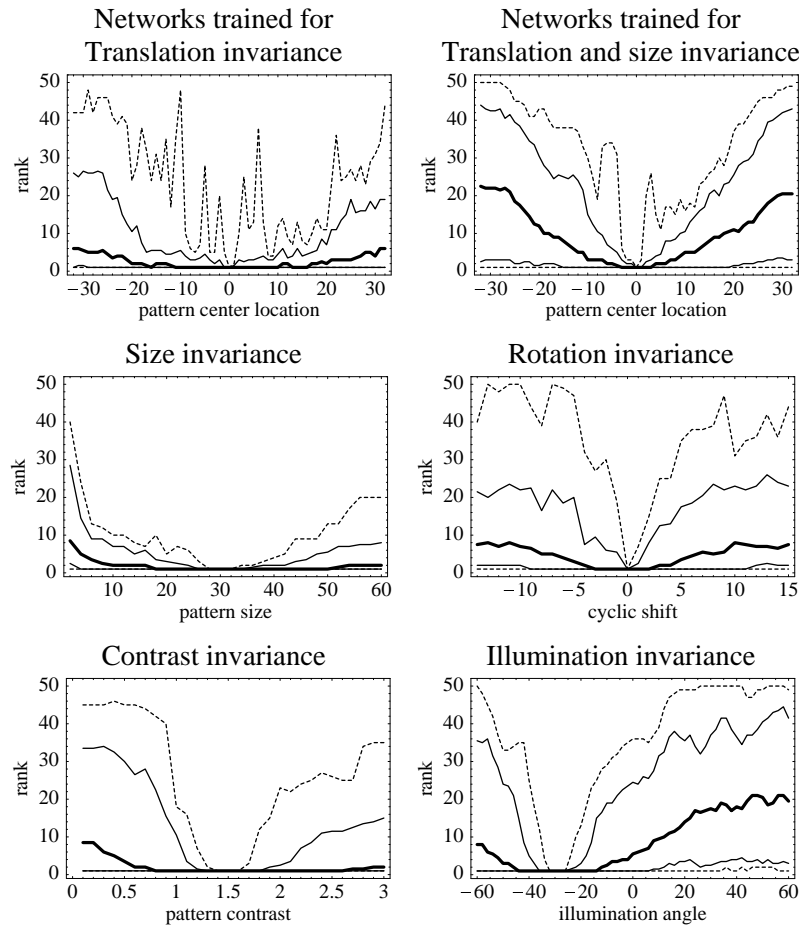 Networks trained for
Translation invariance
50
40
30
20
10
0
rank
−30 −20 −10 0 10 20 30
pattern center location
Networks trained for
Translation and size invariance
50
40
30
20
10
0
rank
−30 −20 −10 0 10 20 30
pattern center location
Size invariance
50
40
30
20
10
0
rank
10 20 30 40 50 60
pattern size
Rotation invariance
50
40
30
20
10
0
rank
−10 −5 0 5 10 15
cyclic shift
Contrast invariance
50
40
30
20
10
0
rank
0 0.5 1 1.5 2 2.5 3
pattern contrast
Illumination invariance
50
40
30
20
10
0
rank
−60 −40 −20 0 20 40 60
illumination angle